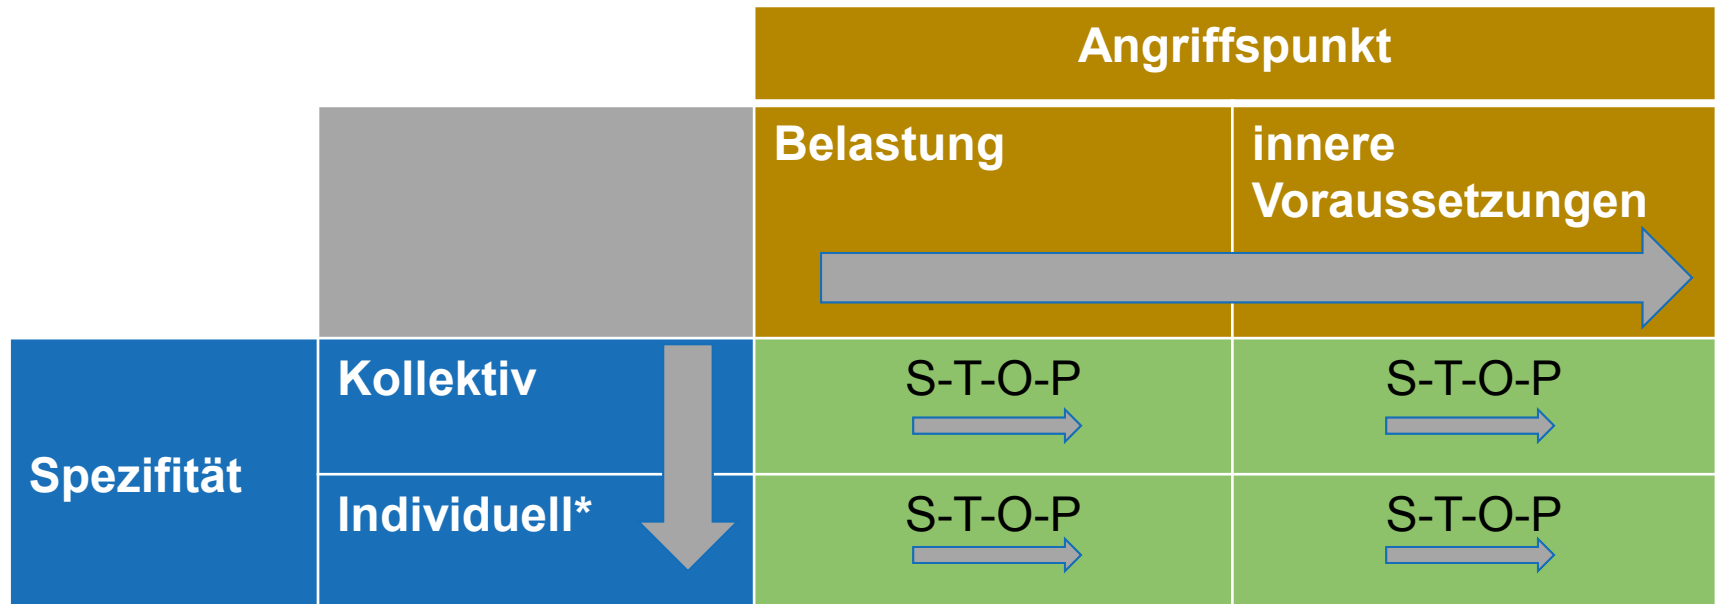 Angriffspunkt
Belastung
innere
Voraussetzungen
Kollektiv
S-T-O-P
S-T-O-P
Spezifität
Individuell*
S-T-O-P
S-T-O-P